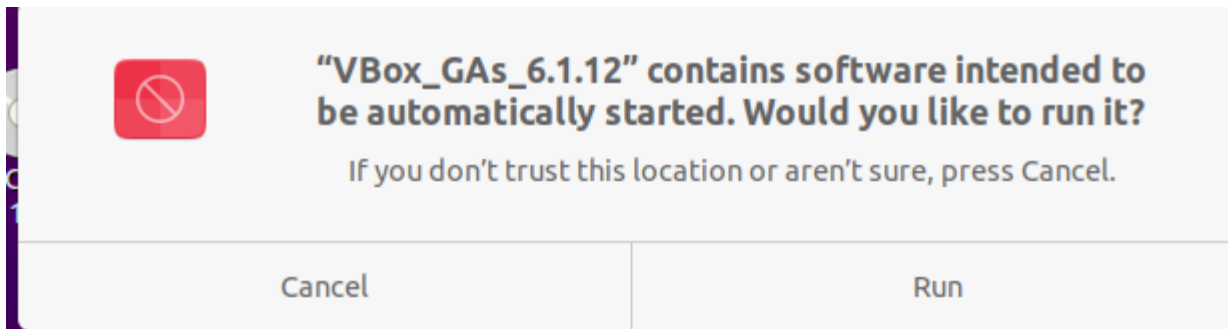 “VBox_GAs_6.1.12” contains software intended to
be automatically started. Would you like to run it?
If you don’t trust this location or aren’t sure, press Cancel.
Cancel
Run